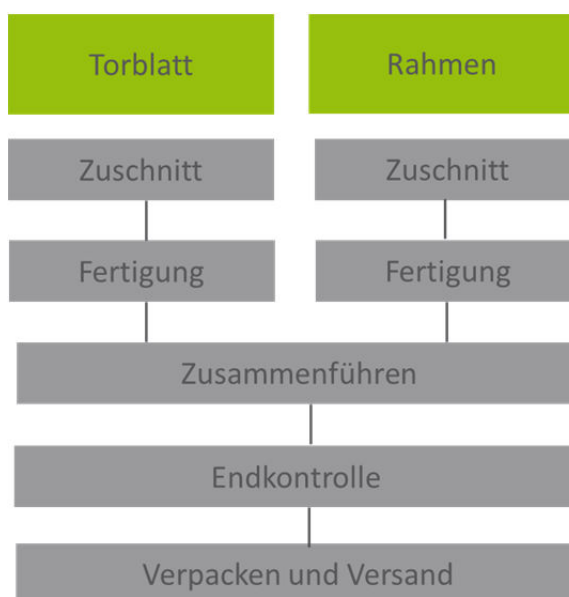 Torblatt
Rahmen
Zuschnitt
Zuschnitt
Fertigung
Fertigung
Zusammenführen
Endkontrolle
Verpacken und Versand